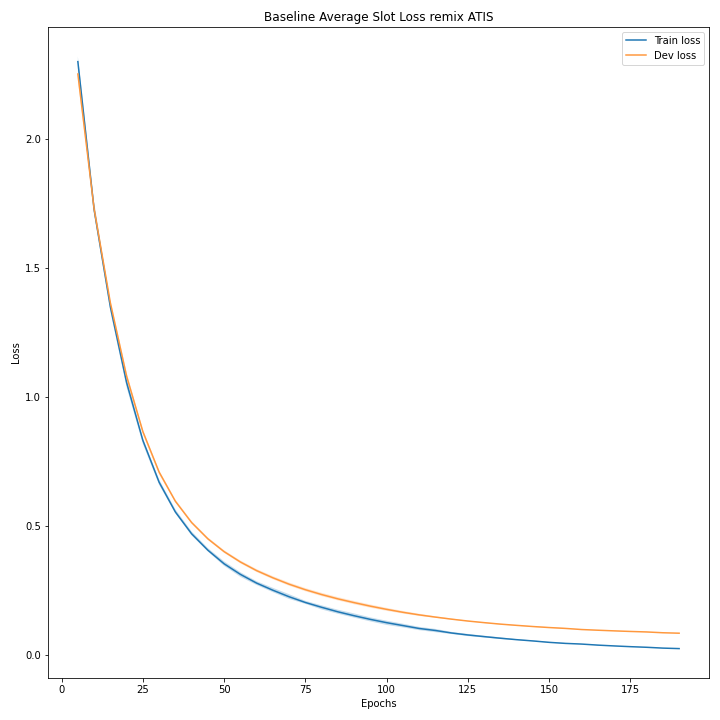 Baseline Average Slot Loss remix ATIS
Train loss
Dev loss
2.0
1.5
1.0
0.5
0.0
Loss
0 25 50 75 100 125 150 175
Epochs